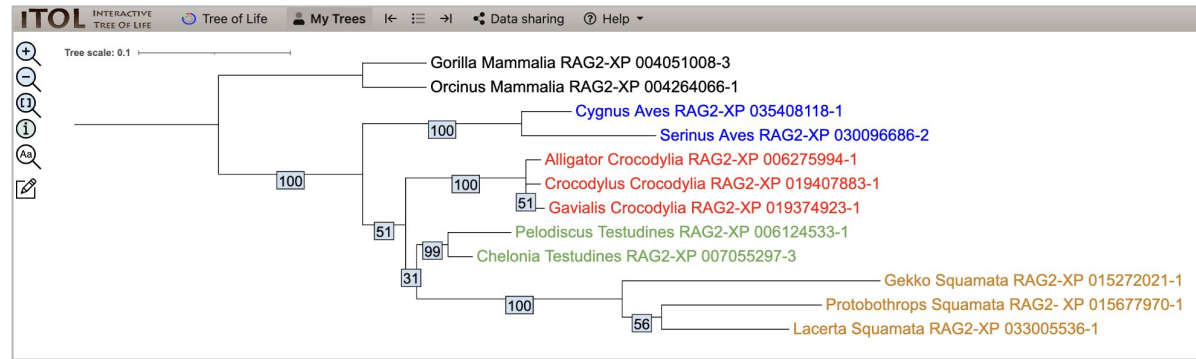 iTOL INTERACTIVE TREE OF LIFE Tree of Life My Trees Data sharing Help
Tree scale: 0.1
Gorilla Mammalia RAG2-XP 004051008-3
Orcinus Mammalia RAG2-XP 004264066-1
Cygnus Aves RAG2-XP 035408118-1
100
Serinus Aves RAG2-XP 030096686-2
Alligator Crocodylia RAG2-XP 006275994-1
100
100
Crocodylus Crocodylia RAG2-XP 019407883-1
51
Gavialis Crocodylia RAG2-XP 019374923-1
51
Pelodiscus Testudines RAG2-XP 006124533-1
99
Chelonia Testudines RAG2-XP 007055297-3
31
Gekko Squamata RAG2-XP 015272021-1
100
Protobothrops Squamata RAG2- XP 015677970-1
56
Lacerta Squamata RAG2-XP 033005536-1
Aa